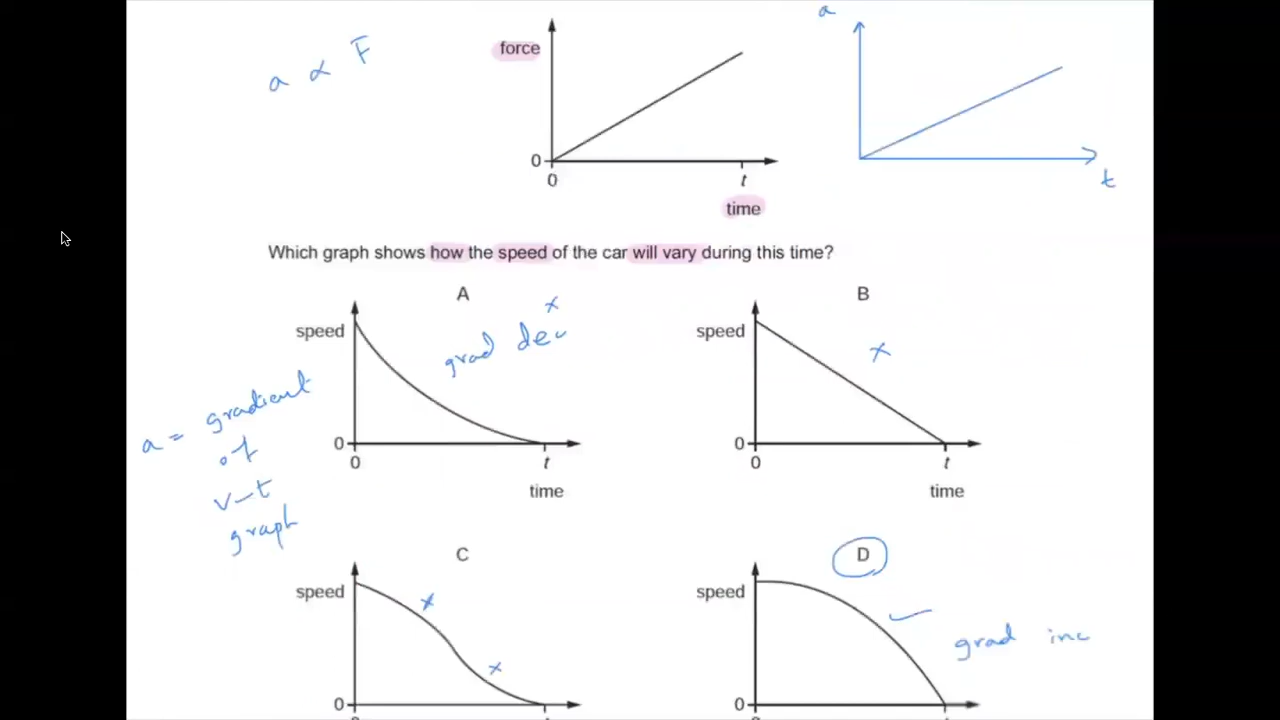 a
a ∝ F
force
0
0
t
time
t
Which graph shows how the speed of the car will vary during this time?
A
B
×
speed
grad dec
speed
×
a = gradient
of
v-t
graph
0
0
t
time
0
0
t
time
C
D
speed
×
×
speed
grad inc
0
0